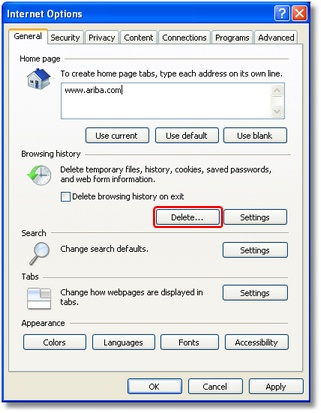 Internet Options
General Security Privacy Content Connections Programs Advanced
Home page
To create home page tabs, type each address on its own line.
www.ariba.com
Use current Use default Use blank
Browsing history
Delete temporary files, history, cookies, saved passwords,
and web form information.
Delete browsing history on exit
Delete... Settings
Search
Change search defaults. Settings
Tabs
Change how webpages are displayed in Settings
tabs.
Appearance
Colors Languages Fonts Accessibility
OK Cancel Apply